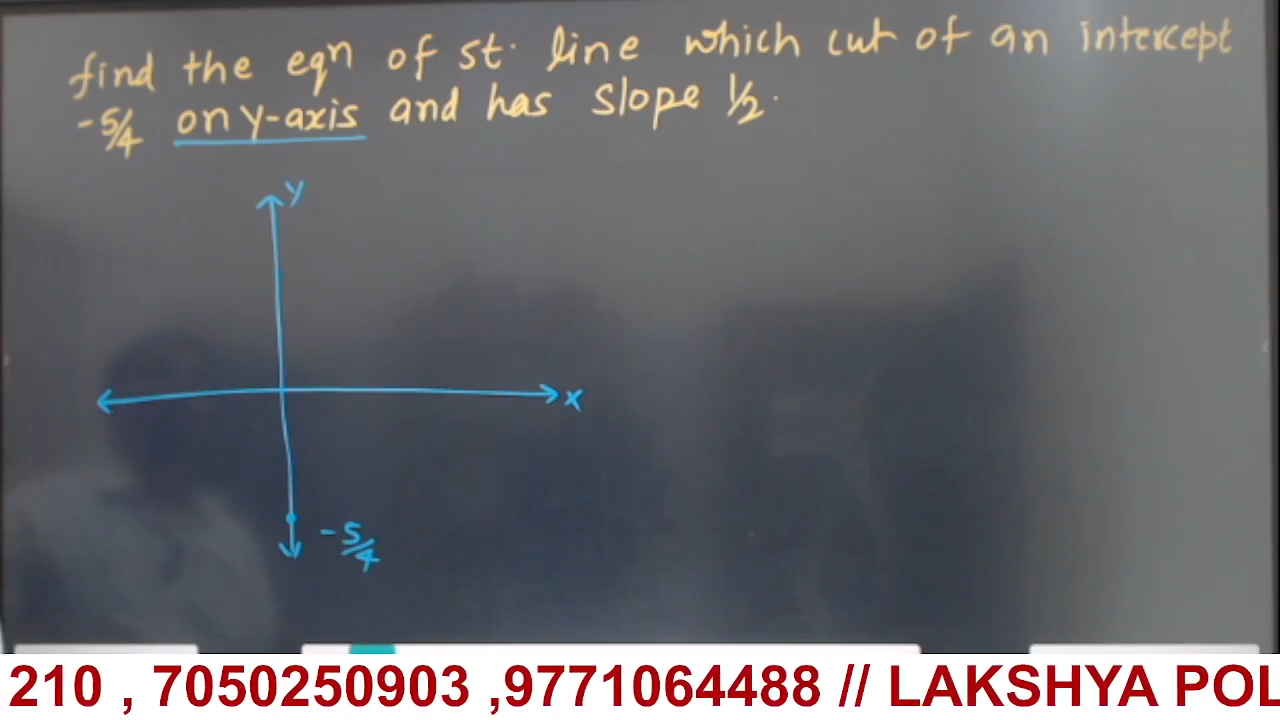 find the eqn of st. line which cut of an intercept
-5/4 on y-axis and has slope 1/2.
y
x
-5/4
210 , 7050250903 ,9771064488 // LAKSHYA POL